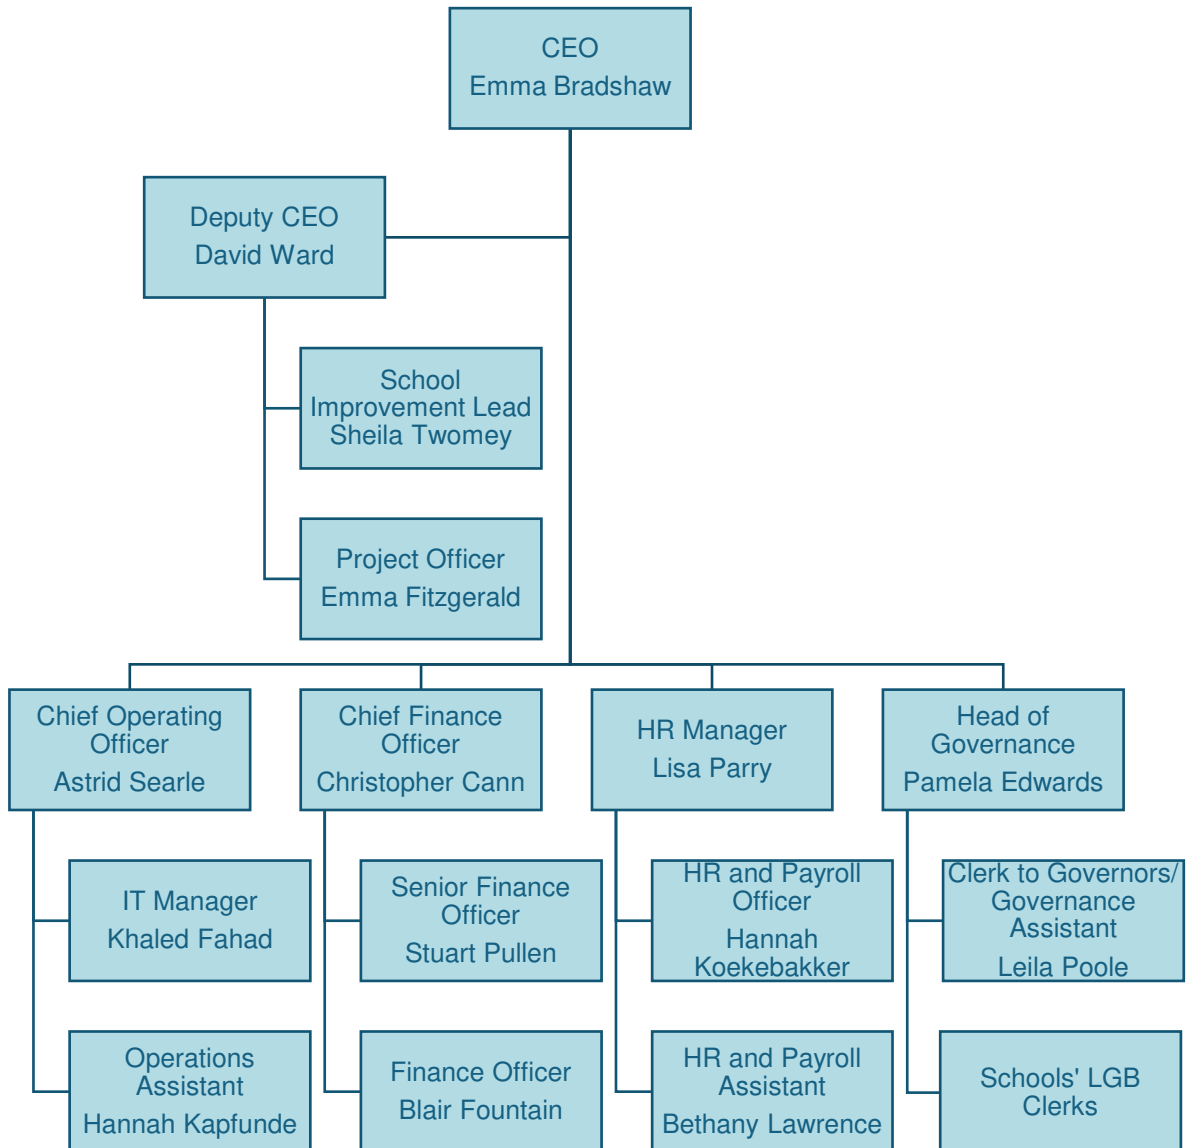 CEO
Emma Bradshaw
Deputy CEO
David Ward
School
Improvement Lead
Sheila Twomey
Project Officer
Emma Fitzgerald
Chief Operating
Officer
Astrid Searle
Chief Finance
Officer
Christopher Cann
HR Manager
Lisa Parry
Head of
Governance
Pamela Edwards
IT Manager
Khaled Fahad
Senior Finance
Officer
Stuart Pullen
HR and Payroll
Officer
Hannah
Koekebakker
Clerk to Governors/
Governance
Assistant
Leila Poole
Operations
Assistant
Hannah Kapfunde
Finance Officer
Blair Fountain
HR and Payroll
Assistant
Bethany Lawrence
Schools' LGB
Clerks